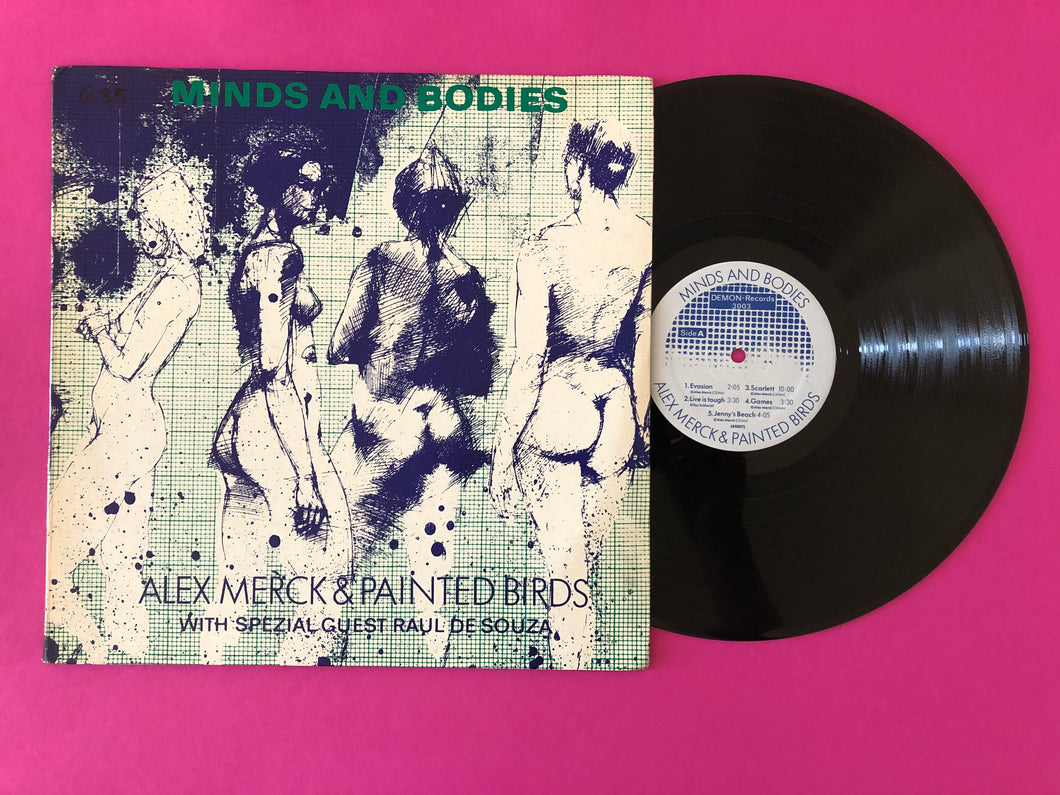 635
MINDS AND BODIES
ALEX MERCK & PAINTED BIRDS
WITH SPEZIAL GUEST RAUL DE SOUZA
MINDS AND BODIES
DEMON-Records
3003
Side A
1. Evasion 2:05
2. Live is tough 3:30
3. Scarlett 10:00
4. Games 3:30
5. Jenny's Beach 4:05
ALEX MERCK & PAINTED BIRDS